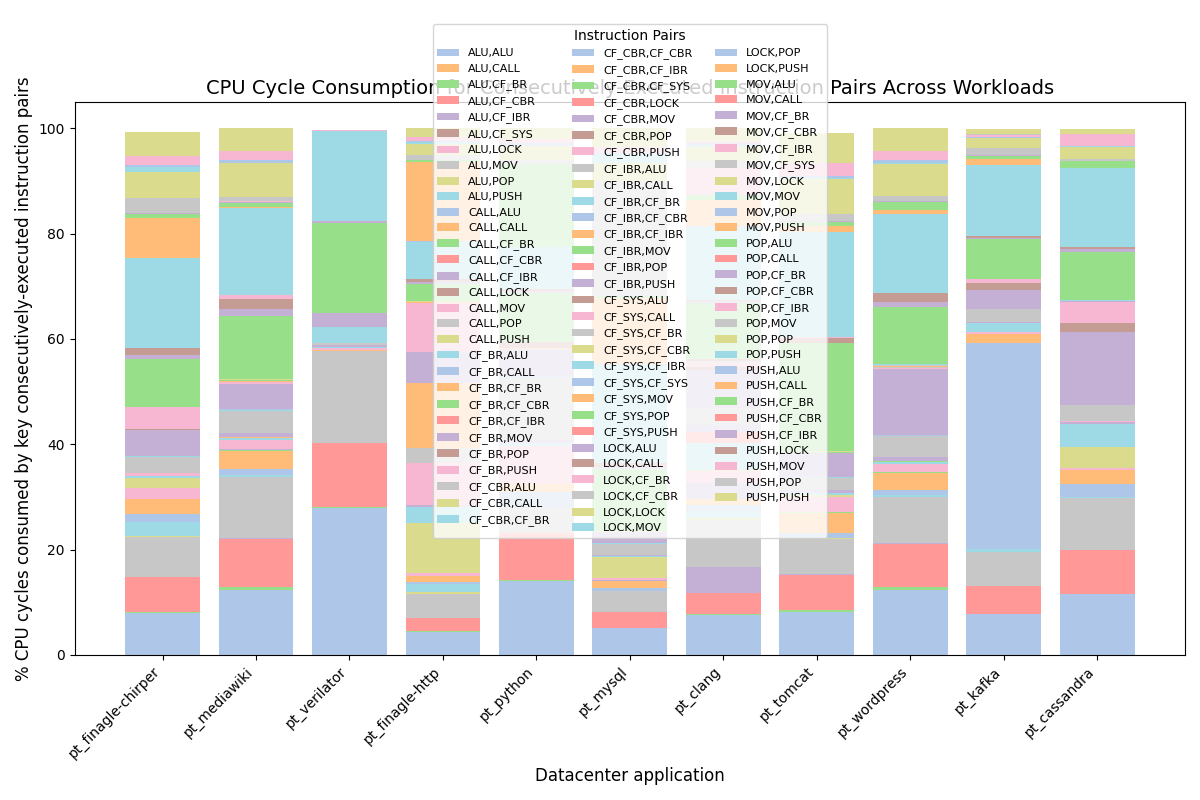 CPU Cycle Consumption for Consecutively-Executed Instruction Pairs Across Workloads
Instruction Pairs
ALU,ALU
ALU,CALL
ALU,CF_BR
ALU,CF_CBR
ALU,CF_IBR
ALU,CF_SYS
ALU,LOCK
ALU,MOV
ALU,POP
ALU,PUSH
CALL,ALU
CALL,CALL
CALL,CF_BR
CALL,CF_CBR
CALL,CF_IBR
CALL,LOCK
CALL,MOV
CALL,POP
CALL,PUSH
CF_BR,ALU
CF_BR,CALL
CF_BR,CF_BR
CF_BR,CF_CBR
CF_BR,CF_IBR
CF_BR,MOV
CF_BR,POP
CF_BR,PUSH
CF_CBR,ALU
CF_CBR,CALL
CF_CBR,CF_BR
CF_CBR,CF_CBR
CF_CBR,CF_IBR
CF_CBR,CF_SYS
CF_CBR,LOCK
CF_CBR,MOV
CF_CBR,POP
CF_CBR,PUSH
CF_IBR,ALU
CF_IBR,CALL
CF_IBR,CF_BR
CF_IBR,CF_CBR
CF_IBR,CF_IBR
CF_IBR,MOV
CF_IBR,POP
CF_IBR,PUSH
CF_SYS,ALU
CF_SYS,CALL
CF_SYS,CF_BR
CF_SYS,CF_CBR
CF_SYS,CF_IBR
CF_SYS,CF_SYS
CF_SYS,MOV
CF_SYS,POP
CF_SYS,PUSH
LOCK,ALU
LOCK,CALL
LOCK,CF_BR
LOCK,CF_CBR
LOCK,LOCK
LOCK,MOV
LOCK,POP
LOCK,PUSH
MOV,ALU
MOV,CALL
MOV,CF_BR
MOV,CF_CBR
MOV,CF_IBR
MOV,CF_SYS
MOV,LOCK
MOV,MOV
MOV,POP
MOV,PUSH
POP,ALU
POP,CALL
POP,CF_BR
POP,CF_CBR
POP,CF_IBR
POP,MOV
POP,POP
POP,PUSH
PUSH,ALU
PUSH,CALL
PUSH,CF_BR
PUSH,CF_CBR
PUSH,CF_IBR
PUSH,LOCK
PUSH,MOV
PUSH,POP
PUSH,PUSH
% CPU cycles consumed by key consecutively-executed instruction pairs
100
80
60
40
20
0
pt_finagle-chirper
pt_mediawiki
pt_verilator
pt_finagle-http
pt_python
pt_mysql
pt_clang
pt_tomcat
pt_wordpress
pt_kafka
pt_cassandra
Datacenter application